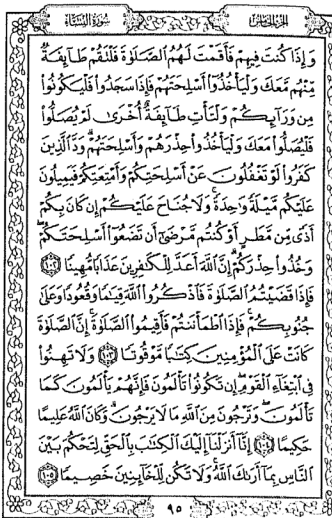 الجزء الخامس
سورة النساء
وَإِذَا كُنتَ فِيهِمْ فَأَقَمْتَ لَهُمُ ٱلصَّلَوٰةَ فَلْتَقُمْ طَآئِفَةٌ
مِّنْهُم مَّعَكَ وَلْيَأْخُذُوٓا۟ أَسْلِحَتَهُمْ فَإِذَا سَجَدُوا۟ فَلْيَكُونُوا۟
مِن وَرَآئِكُمْ وَلْتَأْتِ طَآئِفَةٌ أُخْرَىٰ لَمْ يُصَلُّوا۟
فَلْيُصَلُّوا۟ مَعَكَ وَلْيَأْخُذُوا۟ حِذْرَهُمْ وَأَسْلِحَتَهُمْ وَدَّ ٱلَّذِينَ
كَفَرُوا۟ لَوْ تَغْفُلُونَ عَنْ أَسْلِحَتِكُمْ وَأَمْتِعَتِكُمْ فَيَمِيلُونَ
عَلَيْكُم مَّيْلَةً وَٰحِدَةً وَلَا جُنَاحَ عَلَيْكُمْ إِن كَانَ بِكُمْ
أَذًى مِّن مَّطَرٍ أَوْ كُنتُم مَّرْضَىٰٓ أَن تَضَعُوٓا۟ أَسْلِحَتَكُمْ
وَخُذُوا۟ حِذْرَكُمْ إِنَّ ٱللَّهَ أَعَدَّ لِلْكَٰفِرِينَ عَذَابًا مُّهِينًا ١٠٢
فَإِذَا قَضَيْتُمُ ٱلصَّلَوٰةَ فَٱذْكُرُوا۟ ٱللَّهَ قِيَٰمًا وَقُعُودًا وَعَلَىٰ
جُنُوبِكُمْ فَإِذَا ٱطْمَأْنَنتُمْ فَأَقِيمُوا۟ ٱلصَّلَوٰةَ إِنَّ ٱلصَّلَوٰةَ
كَانَتْ عَلَى ٱلْمُؤْمِنِينَ كِتَٰبًا مَّوْقُوتًا ١٠٣ وَلَا تَهِنُوا۟
فِى ٱبْتِغَآءِ ٱلْقَوْمِ إِن تَكُونُوا۟ تَأْلَمُونَ فَإِنَّهُمْ يَأْلَمُونَ كَمَا
تَأْلَمُونَ وَتَرْجُونَ مِنَ ٱللَّهِ مَا لَا يَرْجُونَ وَكَانَ ٱللَّهُ عَلِيمًا
حَكِيمًا ١٠٤ إِنَّآ أَنزَلْنَآ إِلَيْكَ ٱلْكِتَٰبَ بِٱلْحَقِّ لِتَحْكُمَ بَيْنَ
ٱلنَّاسِ بِمَآ أَرَىٰكَ ٱللَّهُ وَلَا تَكُن لِّلْخَآئِنِينَ خَصِيمًا ١٠٥
٩٥